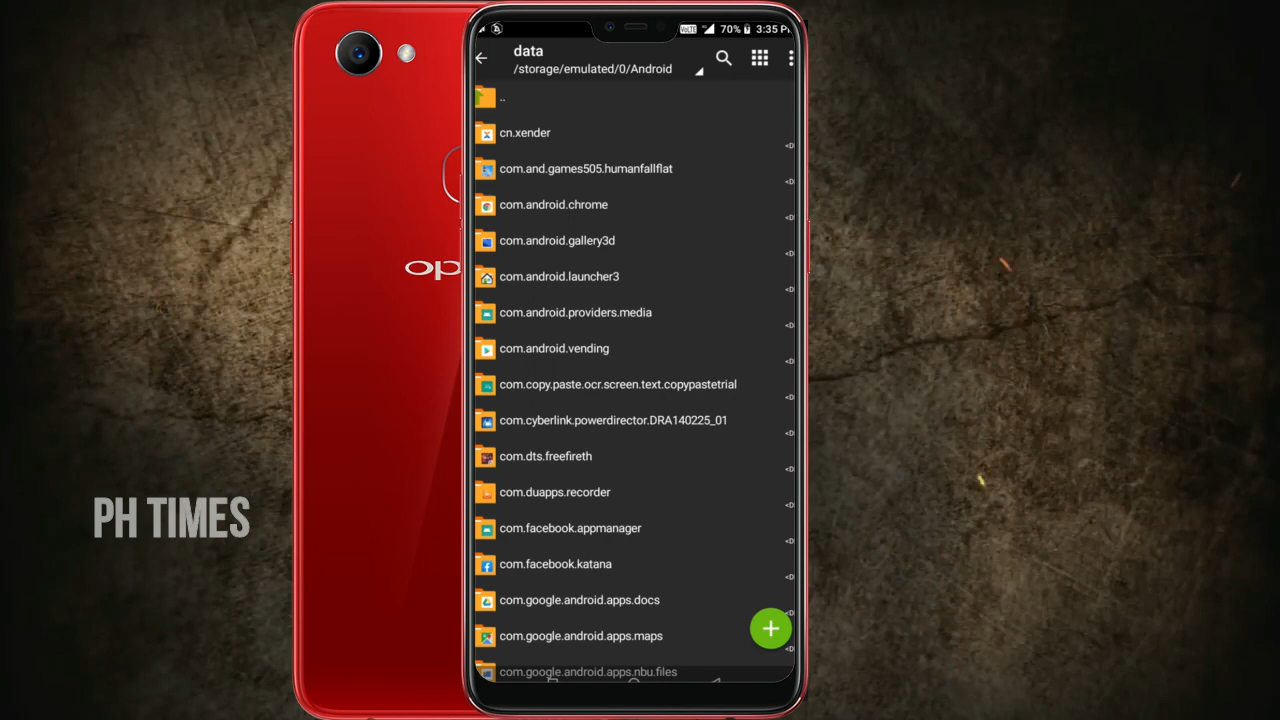 VoLTE 70% 3:35 P
data
/storage/emulated/0/Android
..
cn.xender
com.and.games505.humanfallflat
com.android.chrome
com.android.gallery3d
com.android.launcher3
com.android.providers.media
com.android.vending
com.copy.paste.ocr.screen.text.copypastetrial
com.cyberlink.powerdirector.DRA140225_01
com.dts.freefireth
com.duapps.recorder
com.facebook.appmanager
com.facebook.katana
com.google.android.apps.docs
com.google.android.apps.maps
com.google.android.apps.nbu.files
op
PH TIMES